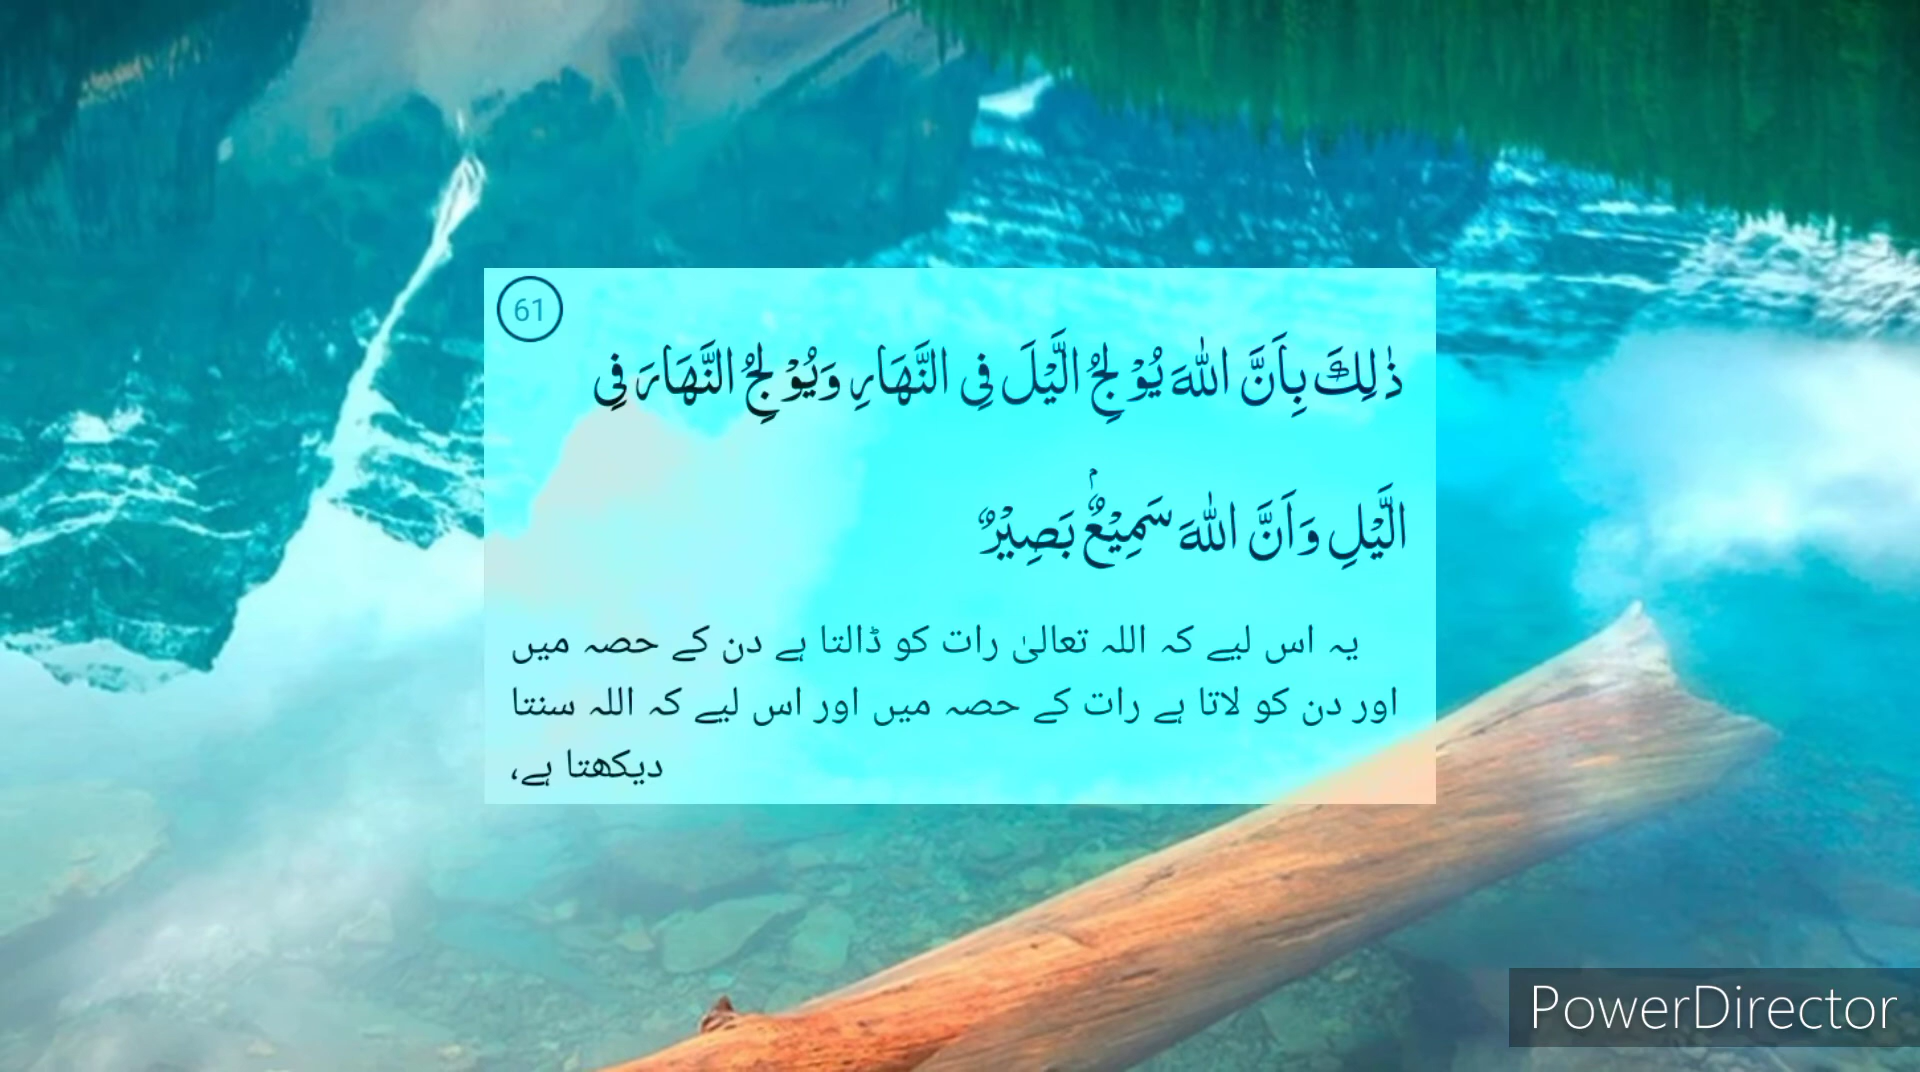 61
ذٰلِكَ بِاَنَّ اللّٰهَ يُوْلِجُ الَّيْلَ فِى النَّهَارِ وَيُوْلِجُ النَّهَارَ فِى
الَّيْلِ وَاَنَّ اللّٰهَ سَمِيْعٌۢ بَصِيْرٌ
یہ اس لیے کہ اللہ تعالیٰ رات کو ڈالتا ہے دن کے حصہ میں
اور دن کو لاتا ہے رات کے حصہ میں اور اس لیے کہ اللہ سنتا
دیکھتا ہے،
PowerDirector